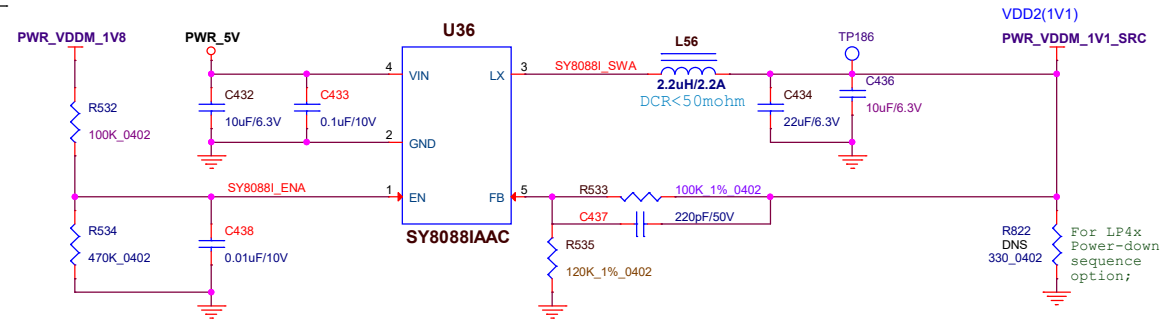 VDD2(1V1)
PWR_VDDM_1V8
PWR_5V
U36
L56
TP186
PWR_VDDM_1V1_SRC
4
VIN
LX
3
SY8088I_SWA
2.2uH/2.2A
DCR<50mohm
R532
100K_0402
C432
10uF/6.3V
C433
0.1uF/10V
C434
22uF/6.3V
C436
10uF/6.3V
2
GND
SY8088I_ENA
1
EN
FB
5
R533
100K_1%_0402
C437
220pF/50V
SY8088IAAC
R534
470K_0402
C438
0.01uF/10V
R535
120K_1%_0402
R822
DNS
330_0402
For LP4x
Power-down
sequence
option;